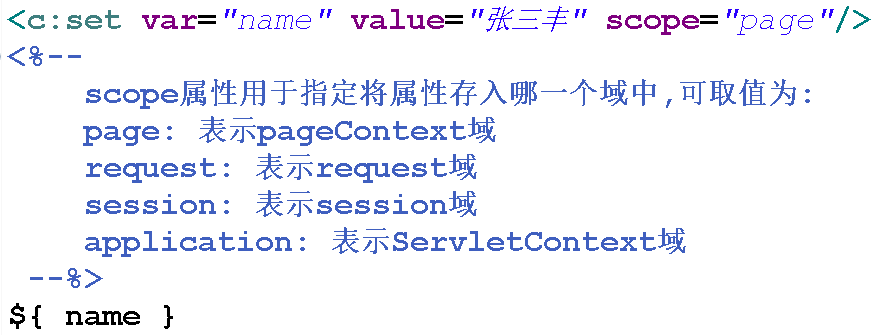 <c:set var="name" value="张三丰" scope="page"/>
<%--
scope属性用于指定将属性存入哪一个域中,可取值为:
page: 表示pageContext域
request: 表示request域
session: 表示session域
application: 表示ServletContext域
--%>
${ name }